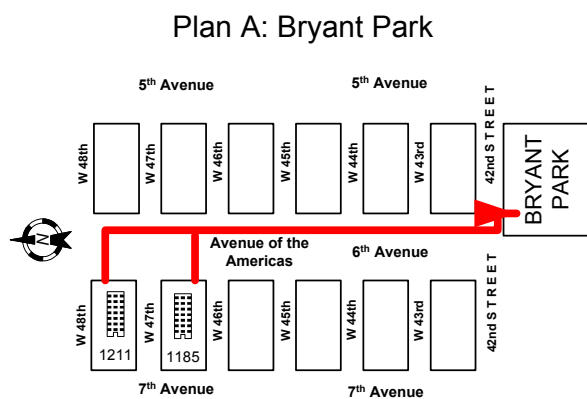 Plan A: Bryant Park
5th Avenue
5th Avenue
W 48th
W 47th
W 46th
W 45th
W 44th
W 43rd
42nd STREET
BRYANT
PARK
N
Avenue of the
Americas
6th Avenue
W 48th
W 47th
W 46th
W 45th
W 44th
W 43rd
42nd STREET
1211
1185
7th Avenue
7th Avenue